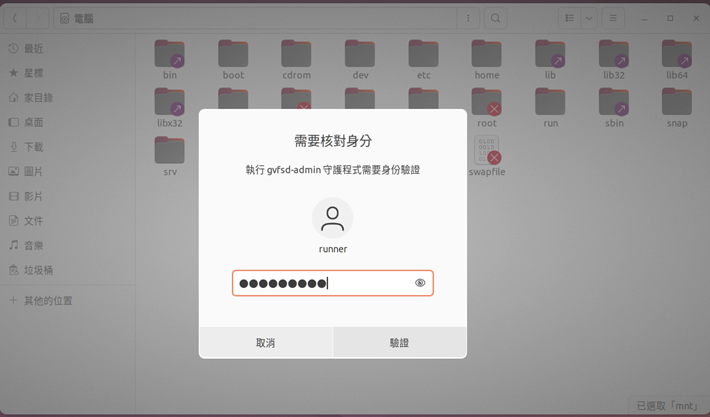 電腦
最近
星標
家目錄
桌面
下載
圖片
影片
文件
音樂
垃圾桶
其他的位置
bin
boot
cdrom
dev
etc
home
lib
lib32
lib64
libx32
root
run
sbin
snap
srv
swapfile
需要核對身分
執行 gvfsd-admin 守護程式需要身份驗證
runner
取消
驗證
已選取「mnt」